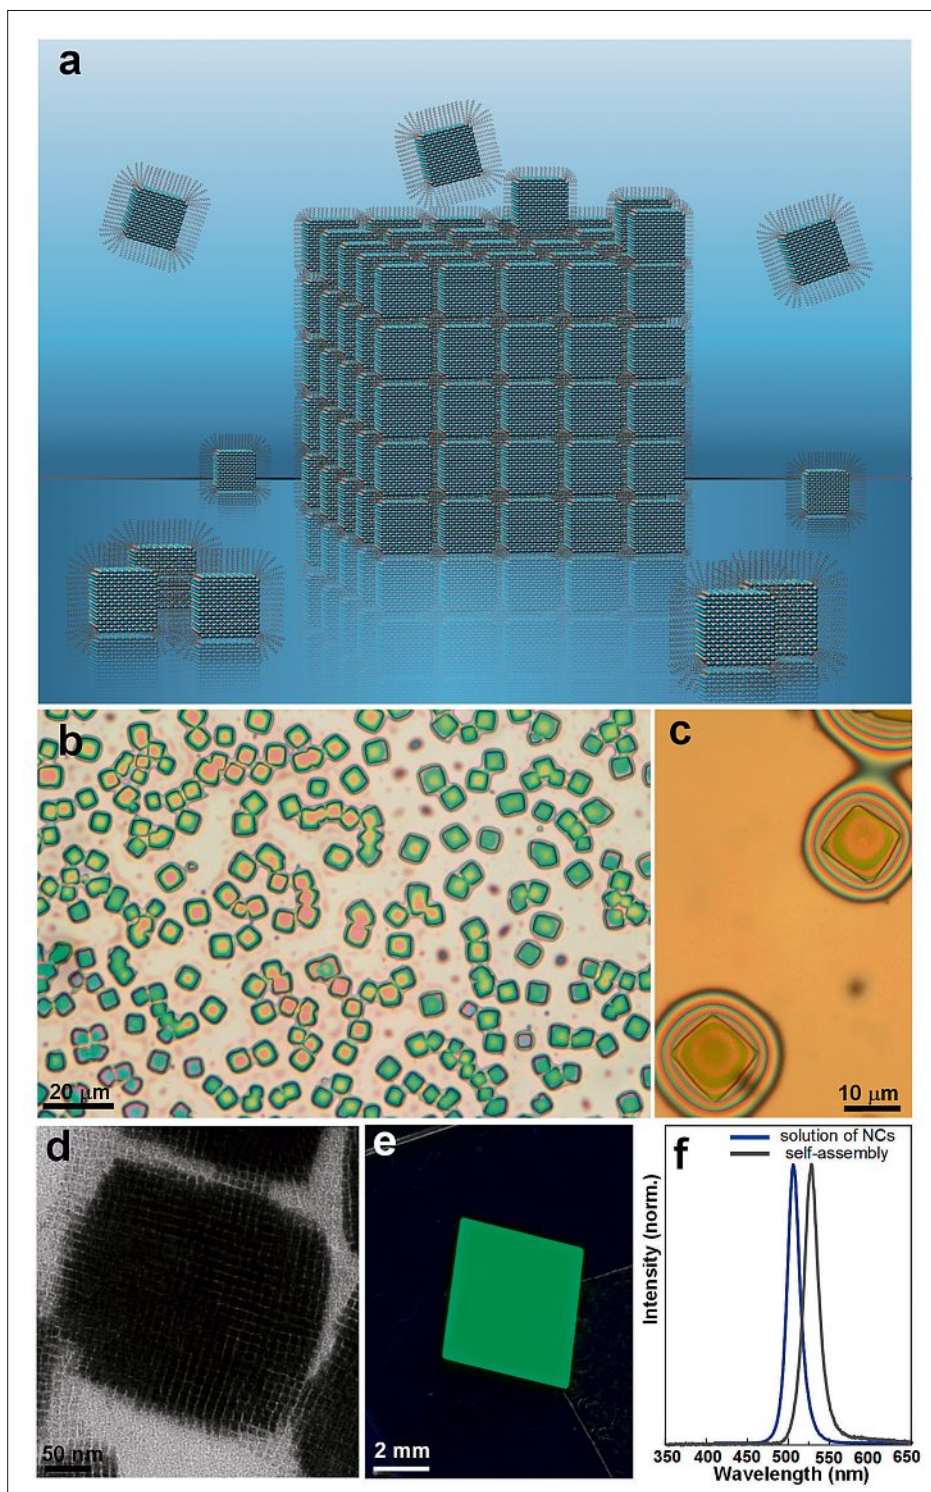 a
b
20 μm
c
10 μm
d
50 nm
e
2 mm
f
solution of NCs
self-assembly
Intensity (norm.)
350 400 450 500 550 600 650
Wavelength (nm)